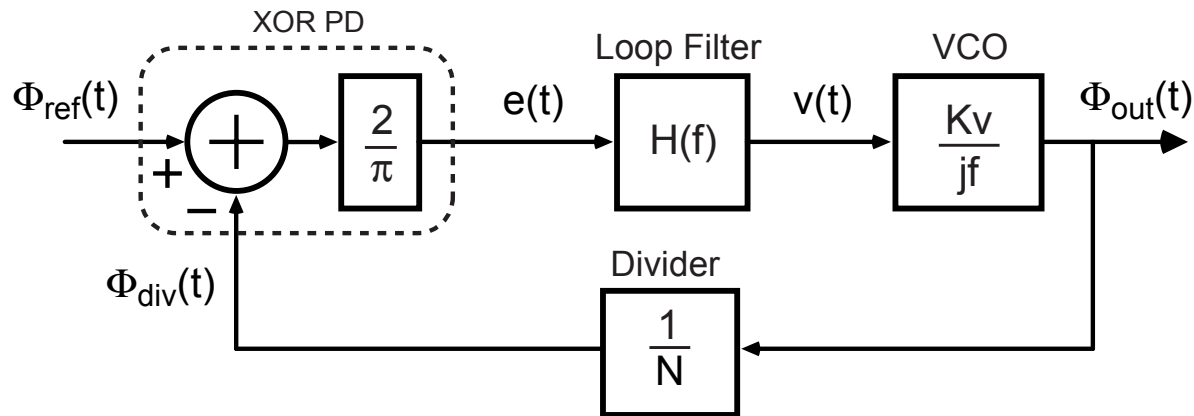 XOR PD
Loop Filter
VCO
Φref(t)
2
π
e(t)
H(f)
v(t)
Kv
jf
Φout(t)
+
+
−
Φdiv(t)
Divider
1
N